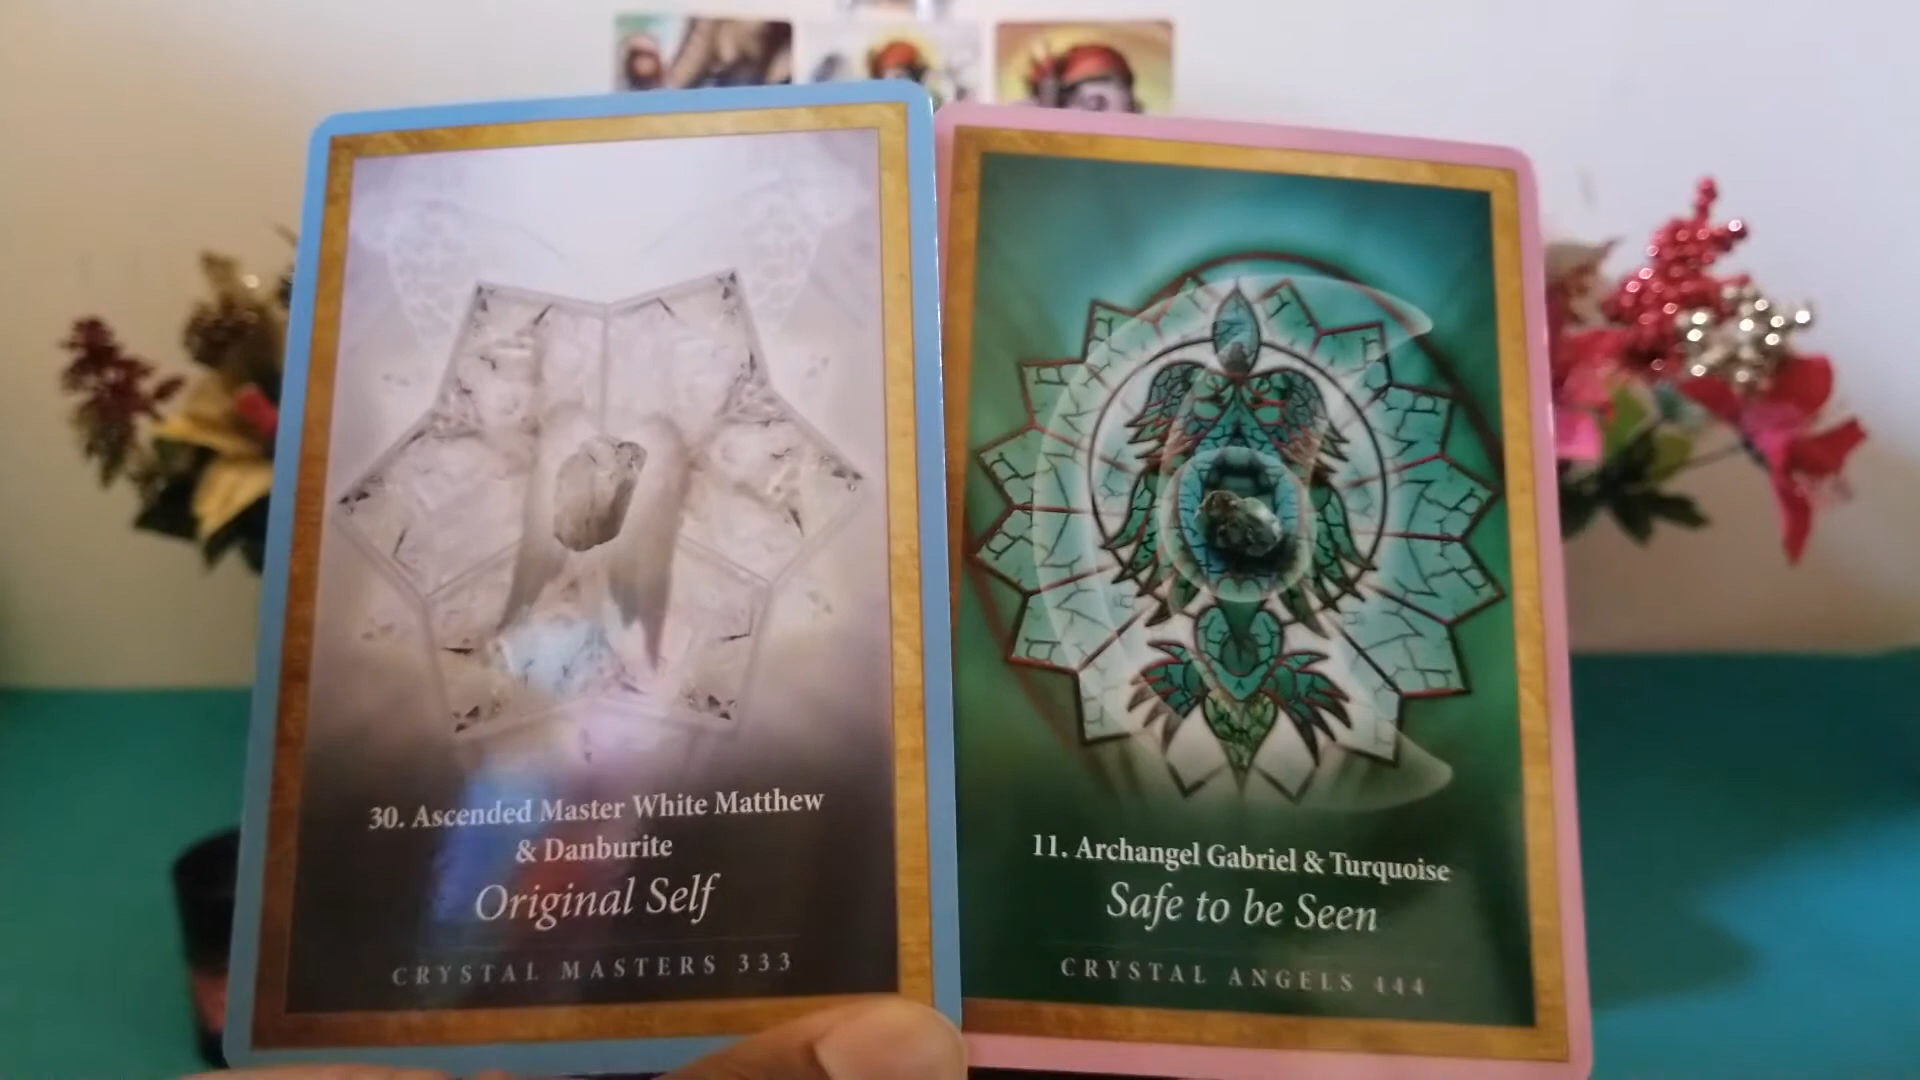 30. Ascended Master White Matthew
& Danburite
Original Self
CRYSTAL MASTERS 333
11. Archangel Gabriel & Turquoise
Safe to be Seen
CRYSTAL ANGELS 444